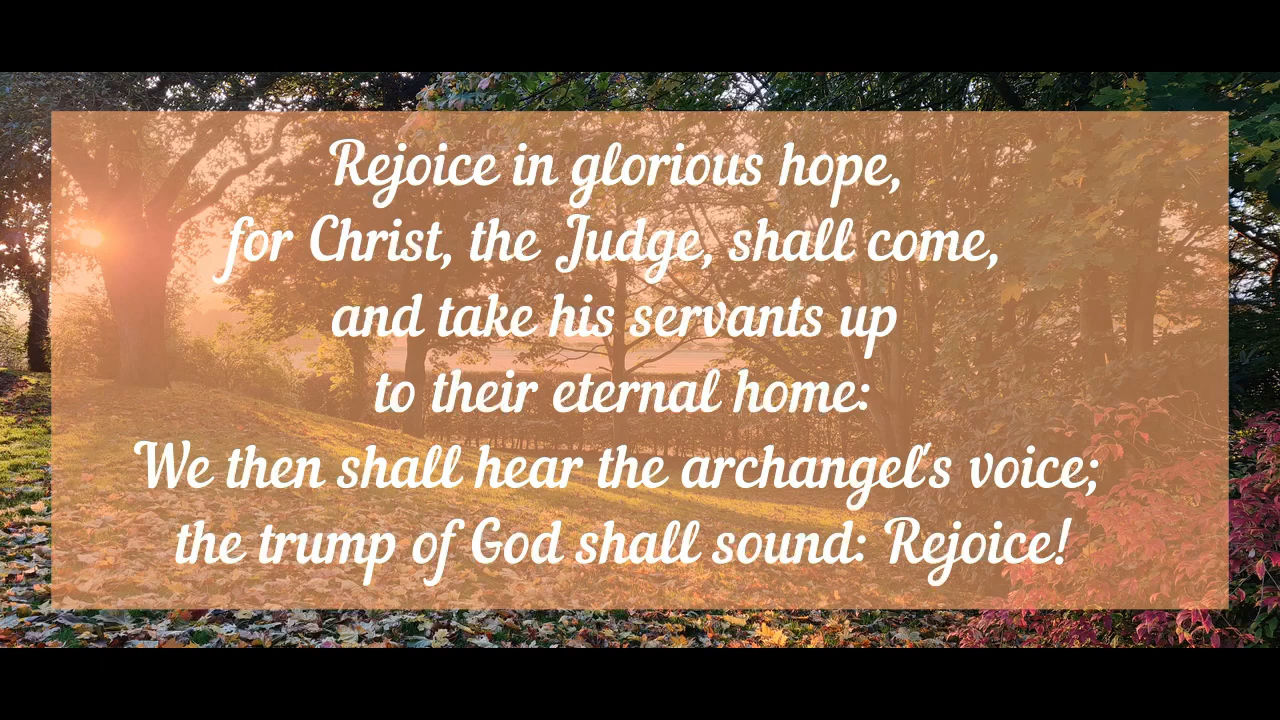 Rejoice in glorious hope,
for Christ, the Judge, shall come,
and take his servants up
to their eternal home:
We then shall hear the archangel's voice;
the trump of God shall sound: Rejoice!